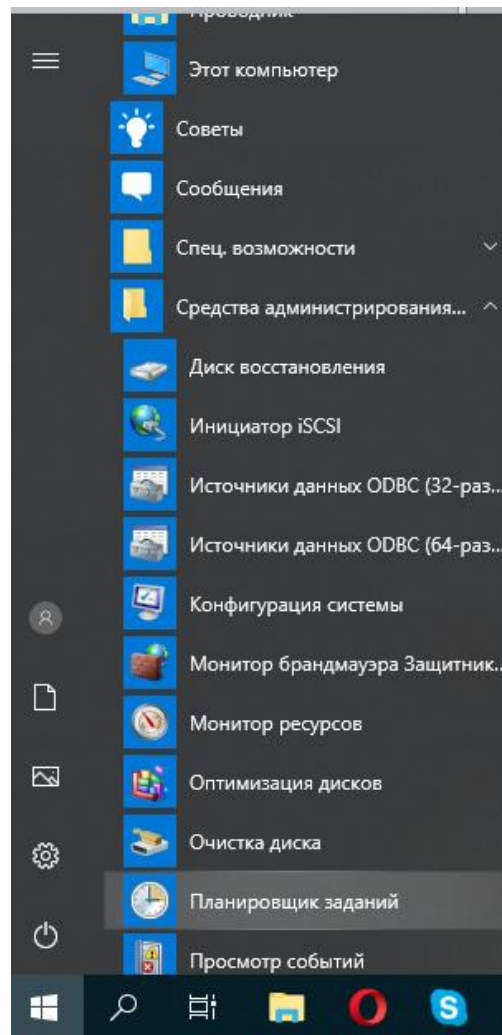 Проводник
Этот компьютер
Советы
Сообщения
Спец. возможности
Средства администрирования...
Диск восстановления
Инициатор iSCSI
Источники данных ODBC (32-раз...
Источники данных ODBC (64-раз...
Конфигурация системы
Монитор брандмауэра Защитник...
Монитор ресурсов
Оптимизация дисков
Очистка диска
Планировщик заданий
Просмотр событий